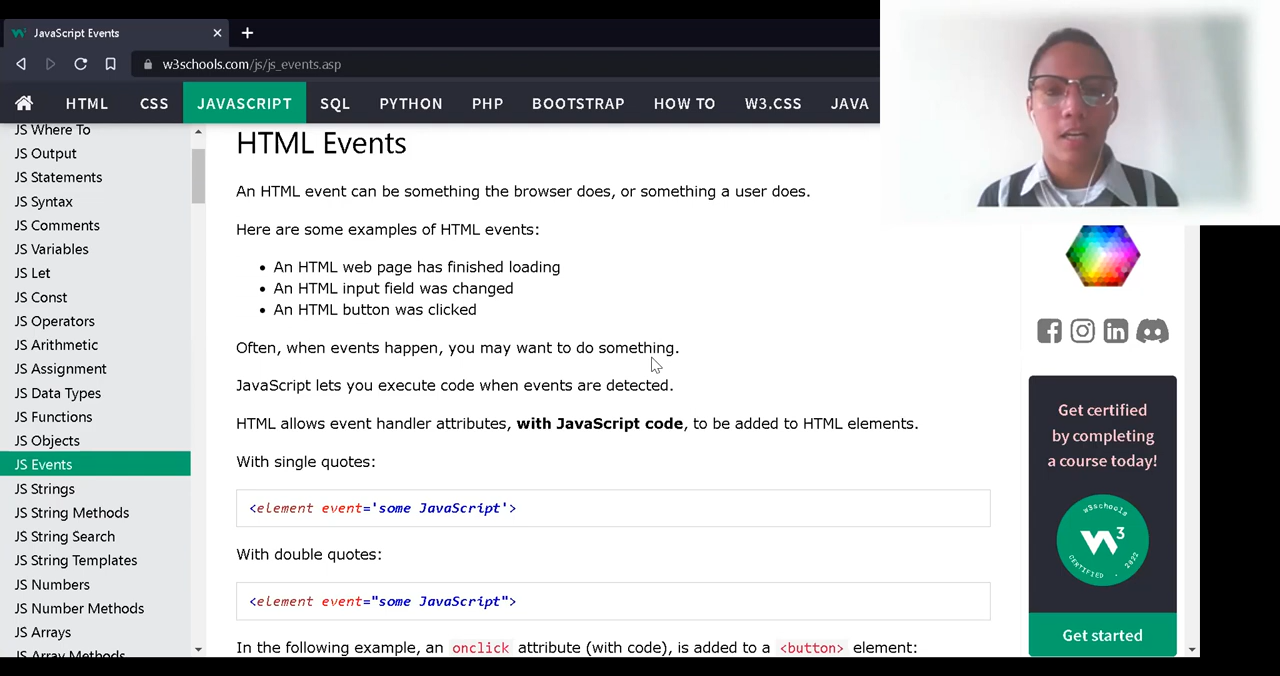 JavaScript Events
w3schools.com/js/js_events.asp
HTML CSS JAVASCRIPT SQL PYTHON PHP BOOTSTRAP HOW TO W3.CSS JAVA
JS Where To
JS Output
JS Statements
JS Syntax
JS Comments
JS Variables
JS Let
JS Const
JS Operators
JS Arithmetic
JS Assignment
JS Data Types
JS Functions
JS Objects
JS Events
JS Strings
JS String Methods
JS String Search
JS String Templates
JS Numbers
JS Number Methods
JS Arrays
JS Array Methods
HTML Events
An HTML event can be something the browser does, or something a user does.
Here are some examples of HTML events:
• An HTML web page has finished loading
• An HTML input field was changed
• An HTML button was clicked
Often, when events happen, you may want to do something.
JavaScript lets you execute code when events are detected.
HTML allows event handler attributes, with JavaScript code, to be added to HTML elements.
With single quotes:
<element event='some JavaScript'>
With double quotes:
<element event="some JavaScript">
In the following example, an onclick attribute (with code), is added to a <button> element:
Get certified
by completing
a course today!
w3schools
W3
CERTIFIED . 2022
Get started